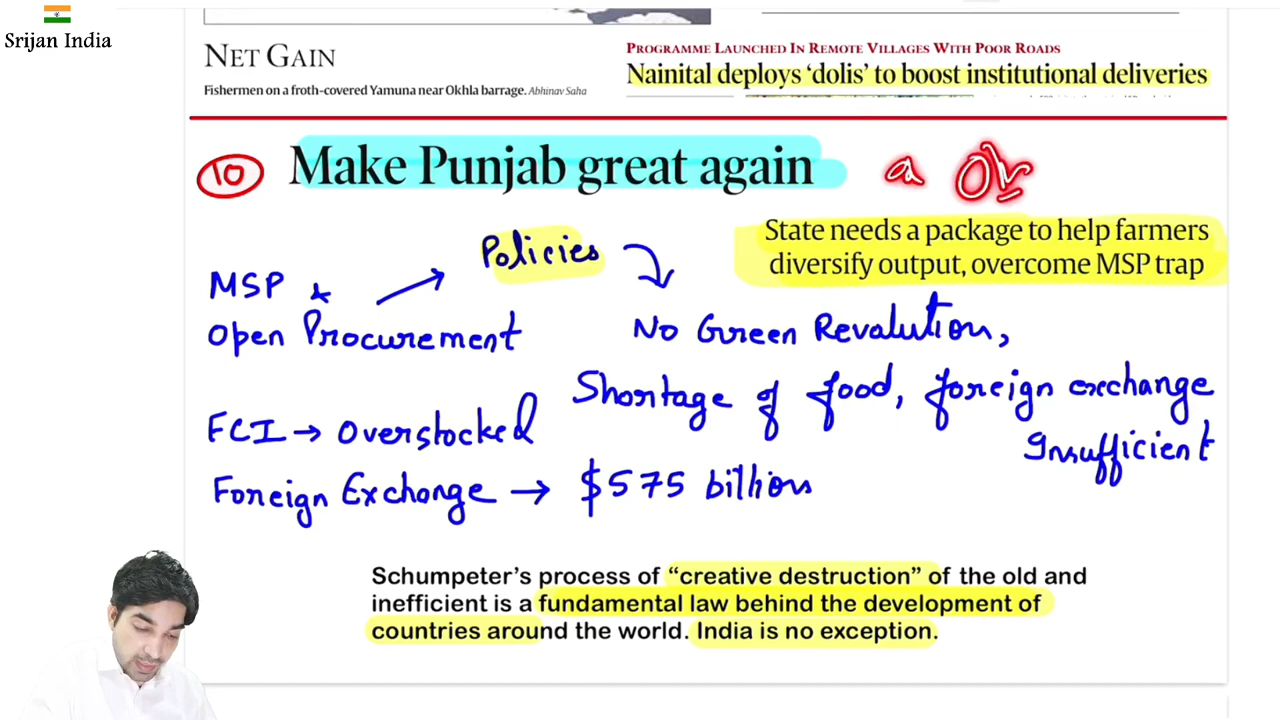 Srijan India
NET GAIN
Fishermen on a froth-covered Yamuna near Okhla barrage. Abhinav Saha
PROGRAMME LAUNCHED IN REMOTE VILLAGES WITH POOR ROADS
Nainital deploys ‘dolis’ to boost institutional deliveries
10
Make Punjab great again
State needs a package to help farmers
diversify output, overcome MSP trap
Policies
MSP &
Open Procurement
No Green Revalution,
Shortage of food, foreign exchange
Insufficient
FCI → Overstocked
Foreign Exchange → $575 billion
Schumpeter’s process of “creative destruction” of the old and
inefficient is a fundamental law behind the development of
countries around the world. India is no exception.